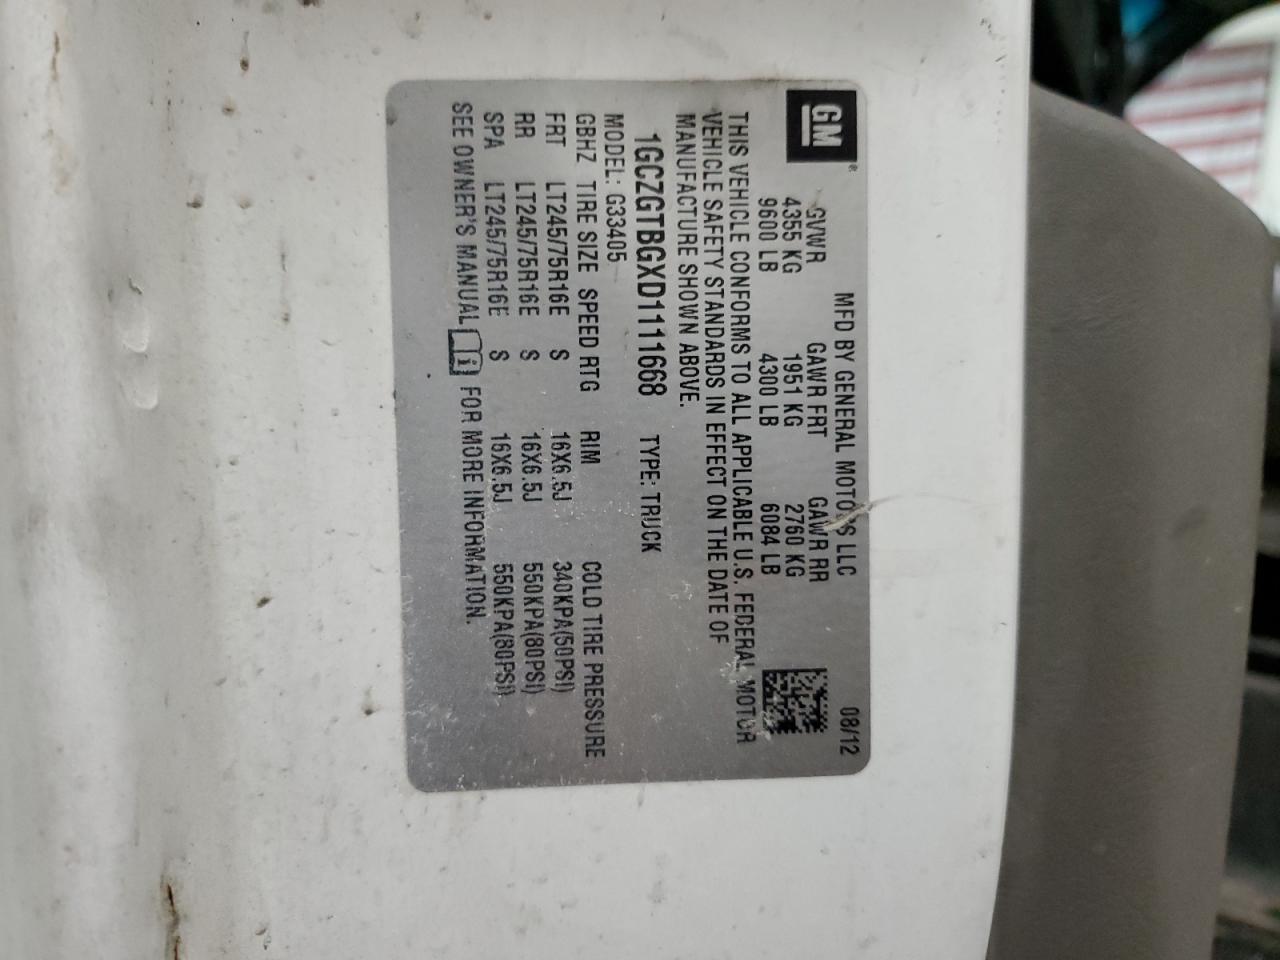 GM®
MFD BY GENERAL MOTORS LLC 08/12
GVWR GAWR FRT GAWR RR
4355 KG 1951 KG 2760 KG
9600 LB 4300 LB 6084 LB
THIS VEHICLE CONFORMS TO ALL APPLICABLE U.S. FEDERAL MOTOR
VEHICLE SAFETY STANDARDS IN EFFECT ON THE DATE OF
MANUFACTURE SHOWN ABOVE.
1GCZGTBGXD1111668 TYPE: TRUCK
MODEL: G33405
GBHZ TIRE SIZE SPEED RTG RIM COLD TIRE PRESSURE
FRT LT245/75R16E S 16X6.5J 340KPA(50PSI)
RR LT245/75R16E S 16X6.5J 550KPA(80PSI)
SPA LT245/75R16E S 16X6.5J 550KPA(80PSI)
SEE OWNER'S MANUAL i FOR MORE INFORMATION.